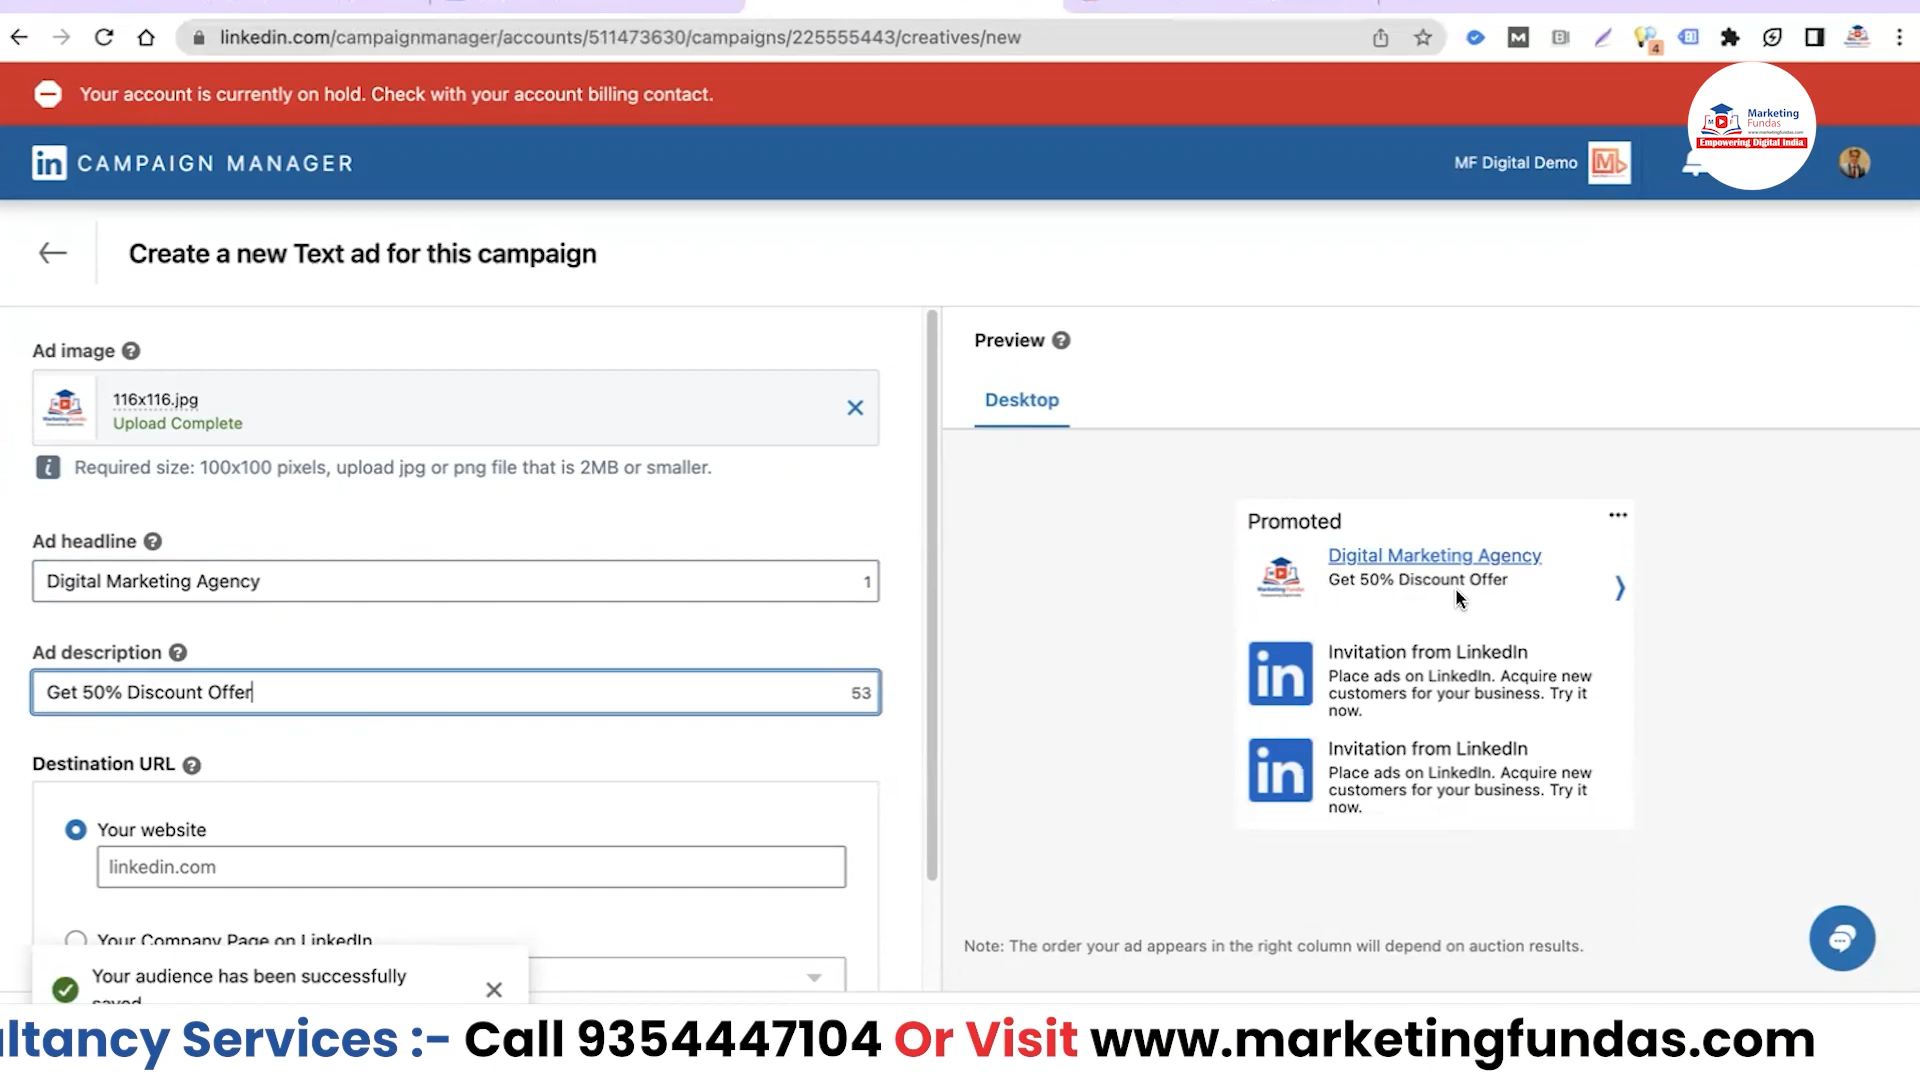 linkedin.com/campaignmanager/accounts/511473630/campaigns/225555443/creatives/new
4
Your account is currently on hold. Check with your account billing contact.
Marketing
Fundas
www.marketingfundas.com
Empowering Digital India
in CAMPAIGN MANAGER
MF Digital Demo
Create a new Text ad for this campaign
Ad image
116x116.jpg
Upload Complete
Required size: 100x100 pixels, upload jpg or png file that is 2MB or smaller.
Ad headline
Digital Marketing Agency
1
Ad description
Get 50% Discount Offer
53
Destination URL
Your website
linkedin.com
Your Company Page on LinkedIn
Your audience has been successfully
saved
Preview
Desktop
Promoted
Digital Marketing Agency
Get 50% Discount Offer
in
Invitation from LinkedIn
Place ads on LinkedIn. Acquire new
customers for your business. Try it
now.
in
Invitation from LinkedIn
Place ads on LinkedIn. Acquire new
customers for your business. Try it
now.
Note: The order your ad appears in the right column will depend on auction results.
ltancy Services :- Call 9354447104 Or Visit www.marketingfundas.com